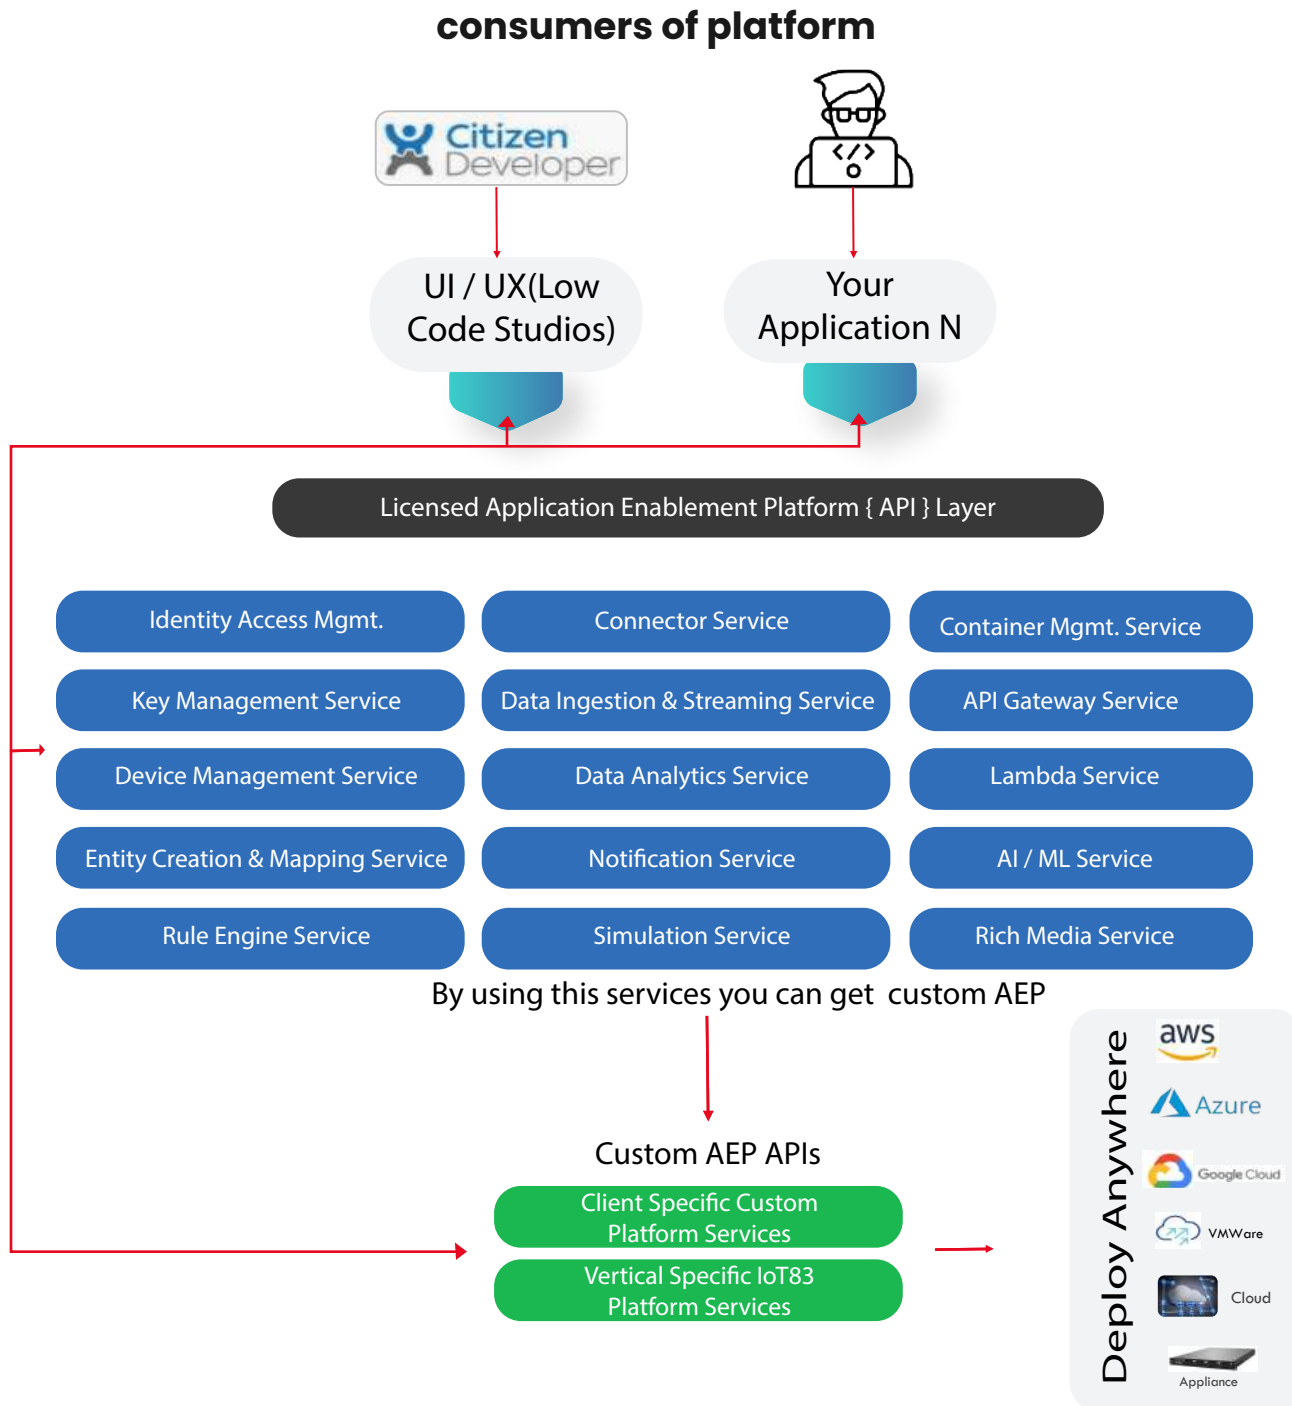 consumers of platform
Citizen
Developer
</>
UI / UX(Low
Code Studios)
Your
Application N
Licensed Application Enablement Platform { API } Layer
Identity Access Mgmt.
Connector Service
Container Mgmt. Service
Key Management Service
Data Ingestion & Streaming Service
API Gateway Service
Device Management Service
Data Analytics Service
Lambda Service
Entity Creation & Mapping Service
Notification Service
AI / ML Service
Rule Engine Service
Simulation Service
Rich Media Service
By using this services you can get custom AEP
Custom AEP APIs
Client Specific Custom
Platform Services
Vertical Specific IoT83
Platform Services
Deploy Anywhere
aws
Azure
Google Cloud
VMWare
Cloud
Appliance